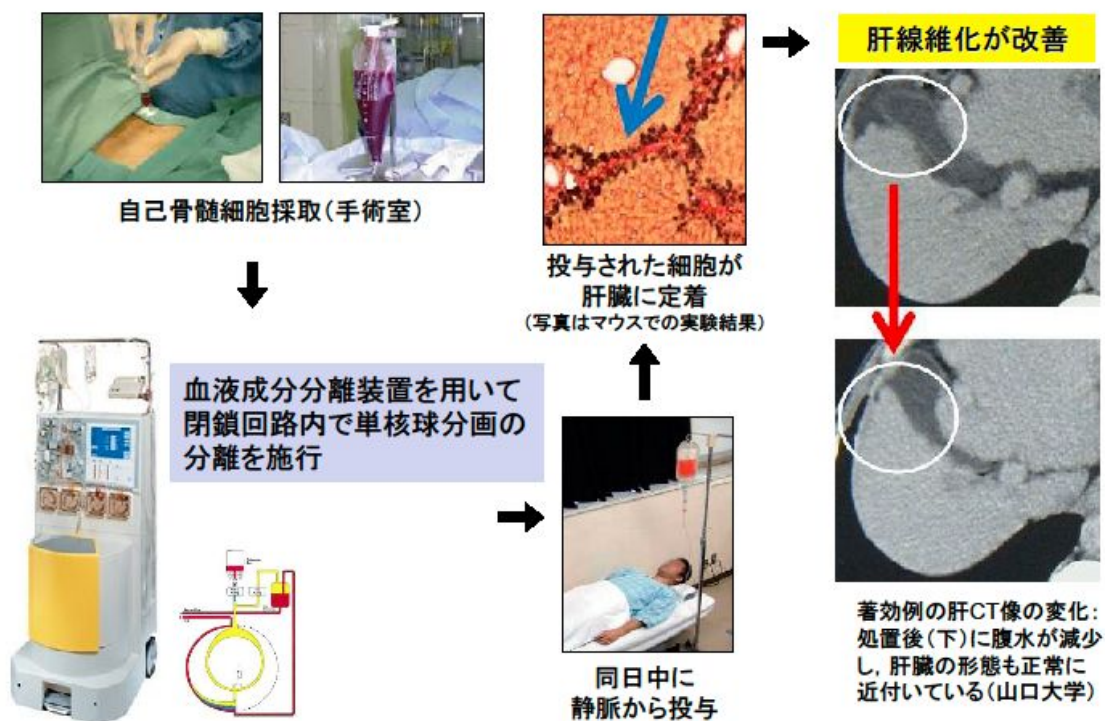 自己骨髄細胞採取(手術室)
血液成分分離装置を用いて
閉鎖回路内で単核球分画の
分離を施行
同日中に
静脈から投与
投与された細胞が
肝臓に定着
(写真はマウスでの実験結果)
肝線維化が改善
著効例の肝CT像の変化:
処置後(下)に腹水が減少
し, 肝臓の形態も正常に
近付いている(山口大学)